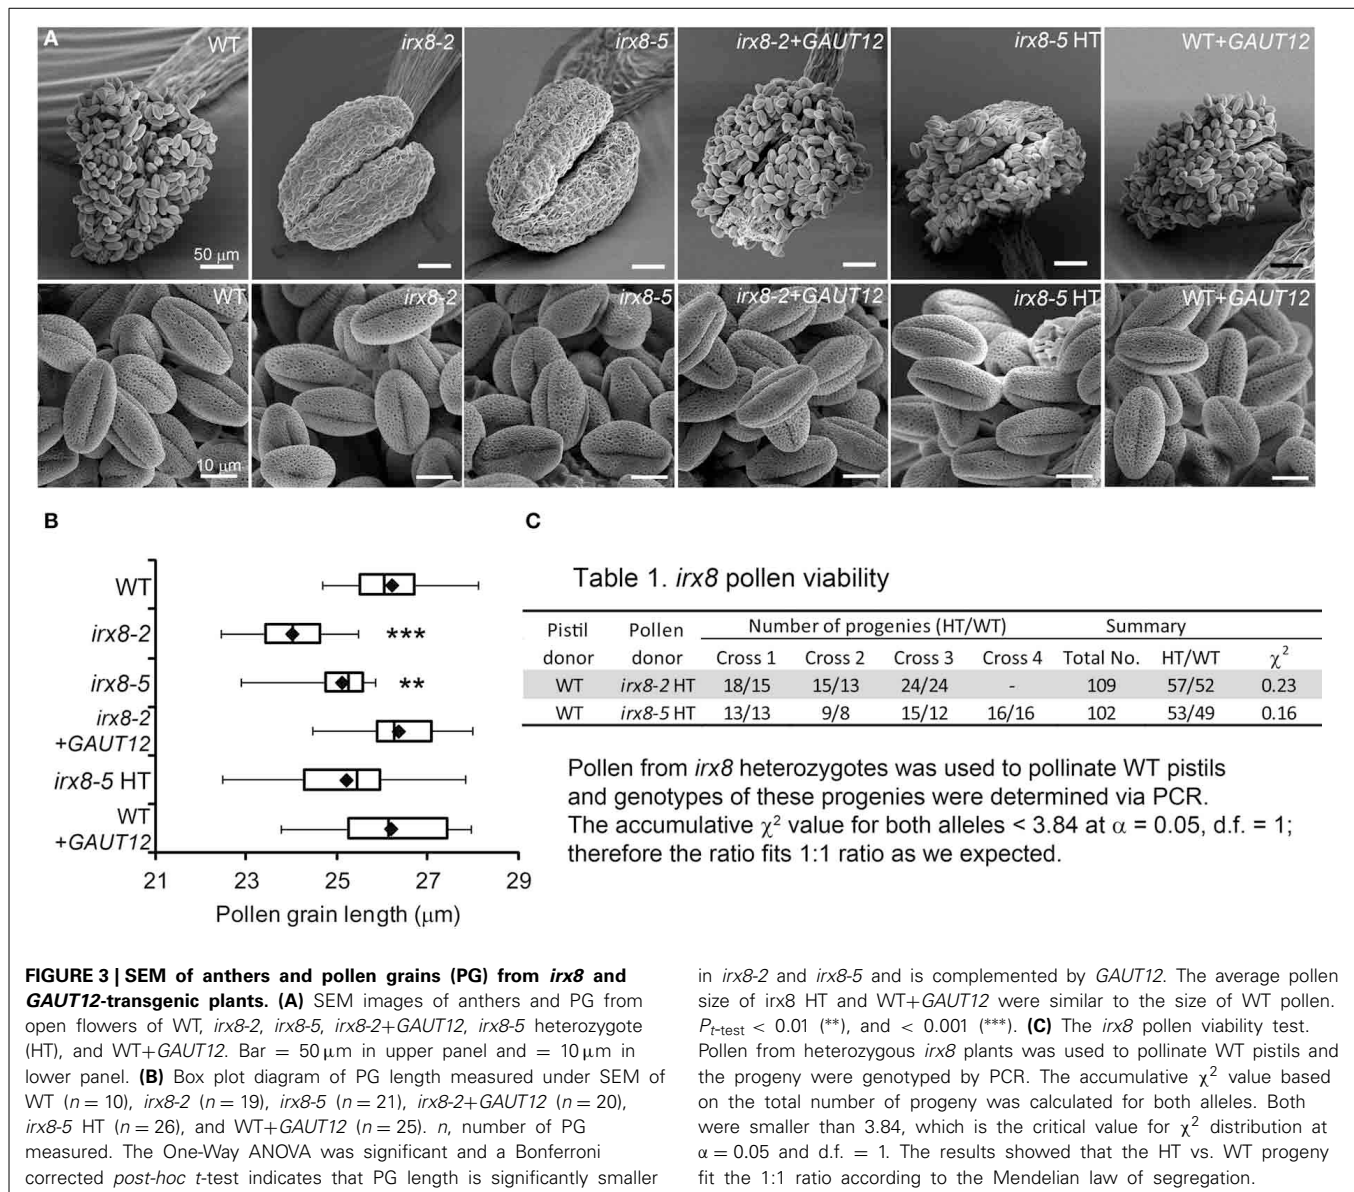 A
WT
irx8-2
irx8-5
irx8-2+GAUT12
irx8-5 HT
WT+GAUT12
50 μm
WT
irx8-2
irx8-5
irx8-2+GAUT12
irx8-5 HT
WT+GAUT12
10 μm
B
WT
irx8-2
***
irx8-5
**
irx8-2
+GAUT12
irx8-5 HT
WT
+GAUT12
21 23 25 27 29
Pollen grain length (μm)
C
Table 1. irx8 pollen viability
Pistil Pollen Number of progenies (HT/WT) Summary
donor donor Cross 1 Cross 2 Cross 3 Cross 4 Total No. HT/WT χ²
WT irx8-2 HT 18/15 15/13 24/24 - 109 57/52 0.23
WT irx8-5 HT 13/13 9/8 15/12 16/16 102 53/49 0.16
Pollen from irx8 heterozygotes was used to pollinate WT pistils
and genotypes of these progenies were determined via PCR.
The accumulative χ² value for both alleles < 3.84 at α = 0.05, d.f. = 1;
therefore the ratio fits 1:1 ratio as we expected.
FIGURE 3 | SEM of anthers and pollen grains (PG) from irx8 and
GAUT12-transgenic plants. (A) SEM images of anthers and PG from
open flowers of WT, irx8-2, irx8-5, irx8-2+GAUT12, irx8-5 heterozygote
(HT), and WT+GAUT12. Bar = 50 μm in upper panel and = 10 μm in
lower panel. (B) Box plot diagram of PG length measured under SEM of
WT (n = 10), irx8-2 (n = 19), irx8-5 (n = 21), irx8-2+GAUT12 (n = 20),
irx8-5 HT (n = 26), and WT+GAUT12 (n = 25). n, number of PG
measured. The One-Way ANOVA was significant and a Bonferroni
corrected post-hoc t-test indicates that PG length is significantly smaller
in irx8-2 and irx8-5 and is complemented by GAUT12. The average pollen
size of irx8 HT and WT+GAUT12 were similar to the size of WT pollen.
Pt-test < 0.01 (**), and < 0.001 (***). (C) The irx8 pollen viability test.
Pollen from heterozygous irx8 plants was used to pollinate WT pistils and
the progeny were genotyped by PCR. The accumulative χ² value based
on the total number of progeny was calculated for both alleles. Both
were smaller than 3.84, which is the critical value for χ² distribution at
α = 0.05 and d.f. = 1. The results showed that the HT vs. WT progeny
fit the 1:1 ratio according to the Mendelian law of segregation.